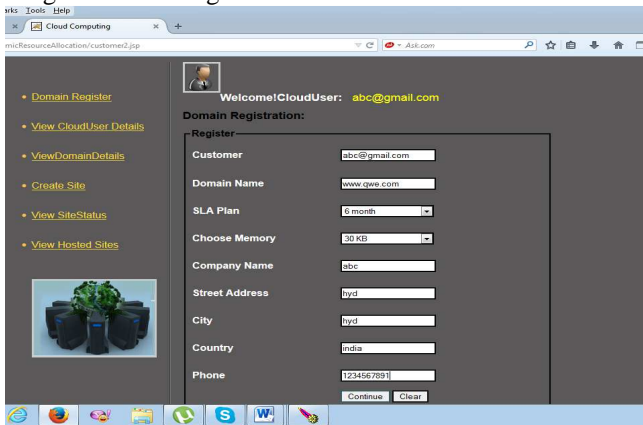 arks Tools Help
× Cloud Computing × +
micResourceAllocation/customer2.jsp Ask.com
Welcome!CloudUser: abc@gmail.com
• Domain Register
• View CloudUser Details
• ViewDomainDetails
• Create Site
• View SiteStatus
• View Hosted Sites
Domain Registration:
Register
Customer abc@gmail.com
Domain Name www.qwe.com
SLA Plan 6 month
Choose Memory 30 KB
Company Name abc
Street Address hyd
City hyd
Country india
Phone 1234567891
Continue Clear